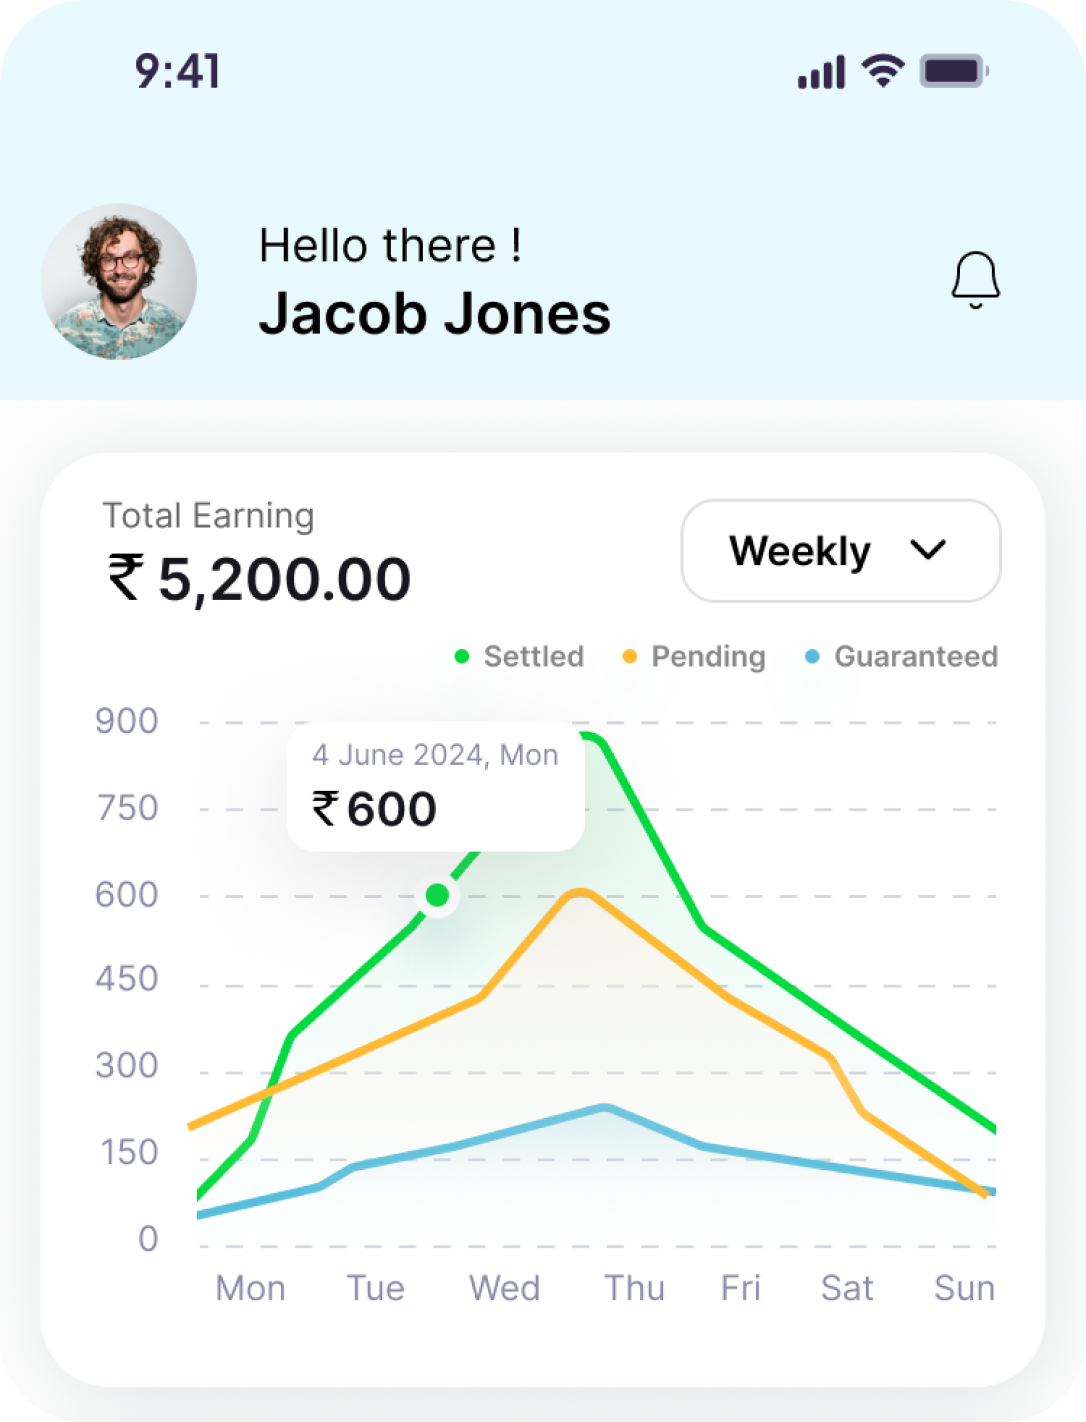 9:41
Hello there !
Jacob Jones
Total Earning
₹ 5,200.00
Weekly
Settled Pending Guaranteed
900
4 June 2024, Mon
₹ 600
750
600
450
300
150
0
Mon Tue Wed Thu Fri Sat Sun